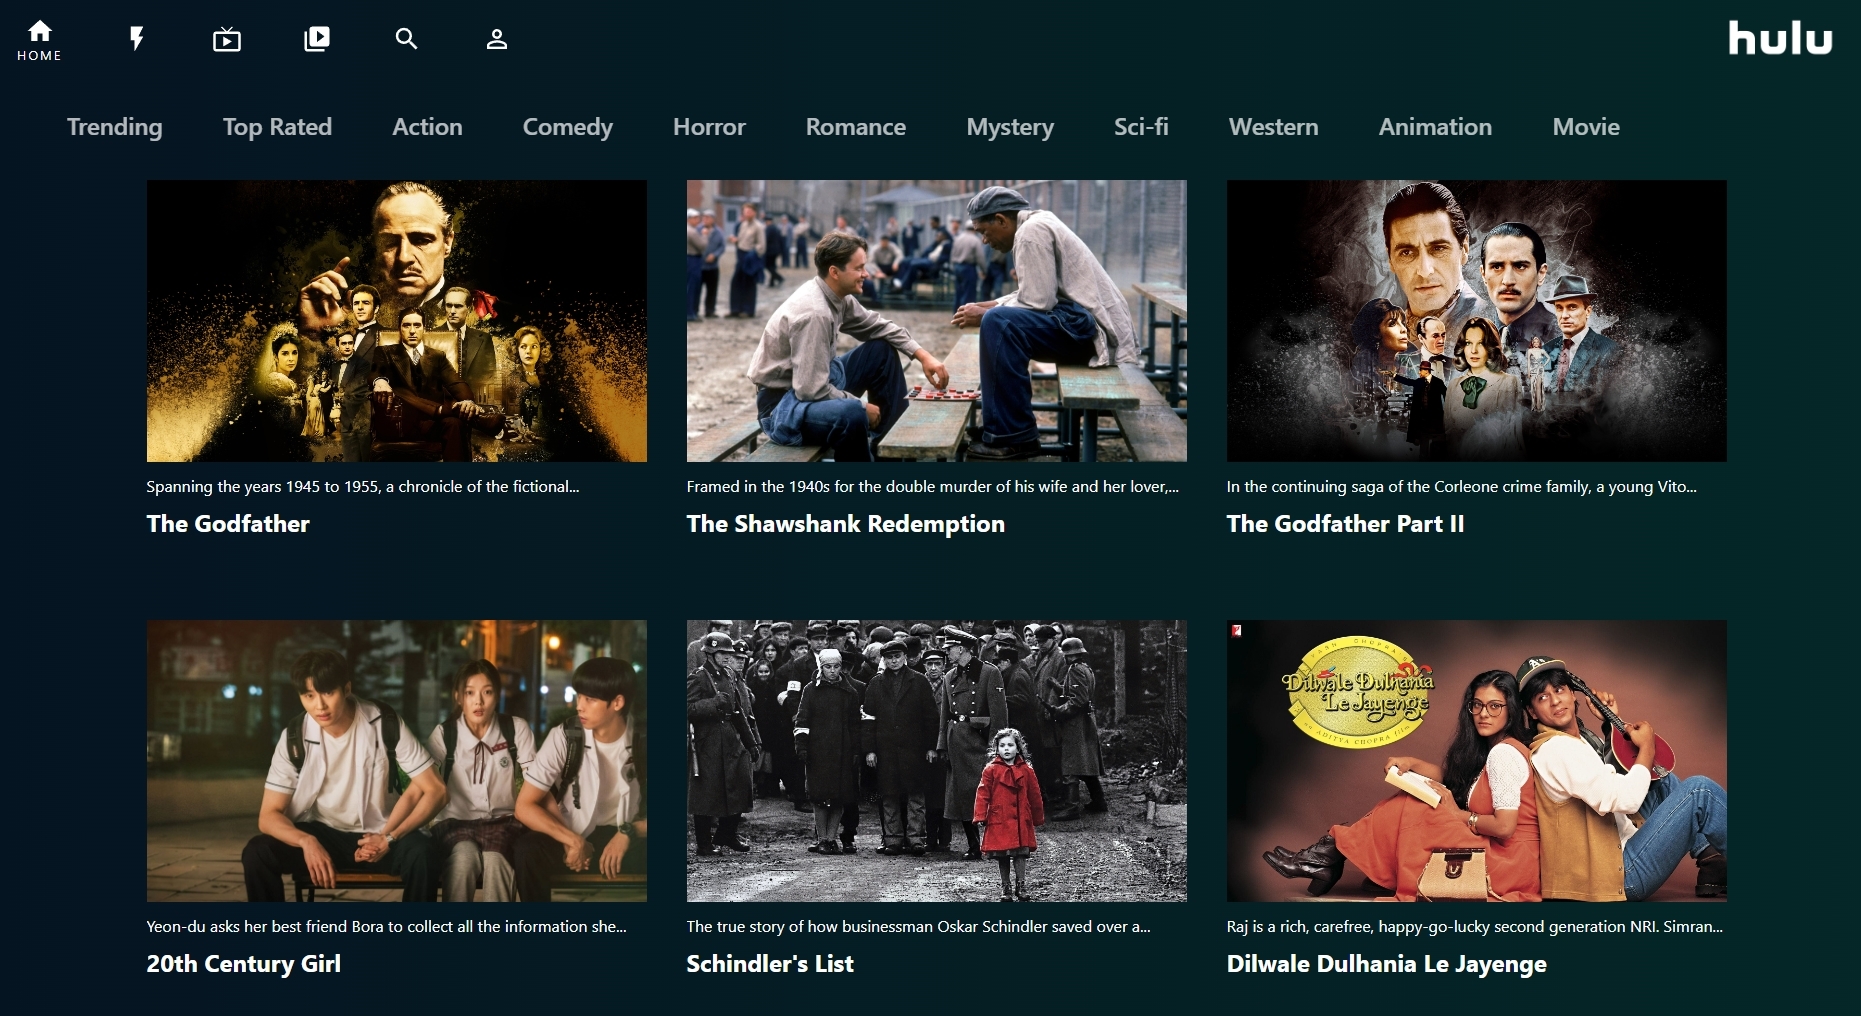 HOME
hulu
Trending
Top Rated
Action
Comedy
Horror
Romance
Mystery
Sci-fi
Western
Animation
Movie
Spanning the years 1945 to 1955, a chronicle of the fictional...
The Godfather
Framed in the 1940s for the double murder of his wife and her lover,...
The Shawshank Redemption
In the continuing saga of the Corleone crime family, a young Vito...
The Godfather Part II
Yeon-du asks her best friend Bora to collect all the information she...
20th Century Girl
The true story of how businessman Oskar Schindler saved over a...
Schindler's List
YASH CHOPRA
Dilwale Dulhania
Le Jayenge
ADITYA CHOPRA
Raj is a rich, carefree, happy-go-lucky second generation NRI. Simran...
Dilwale Dulhania Le Jayenge